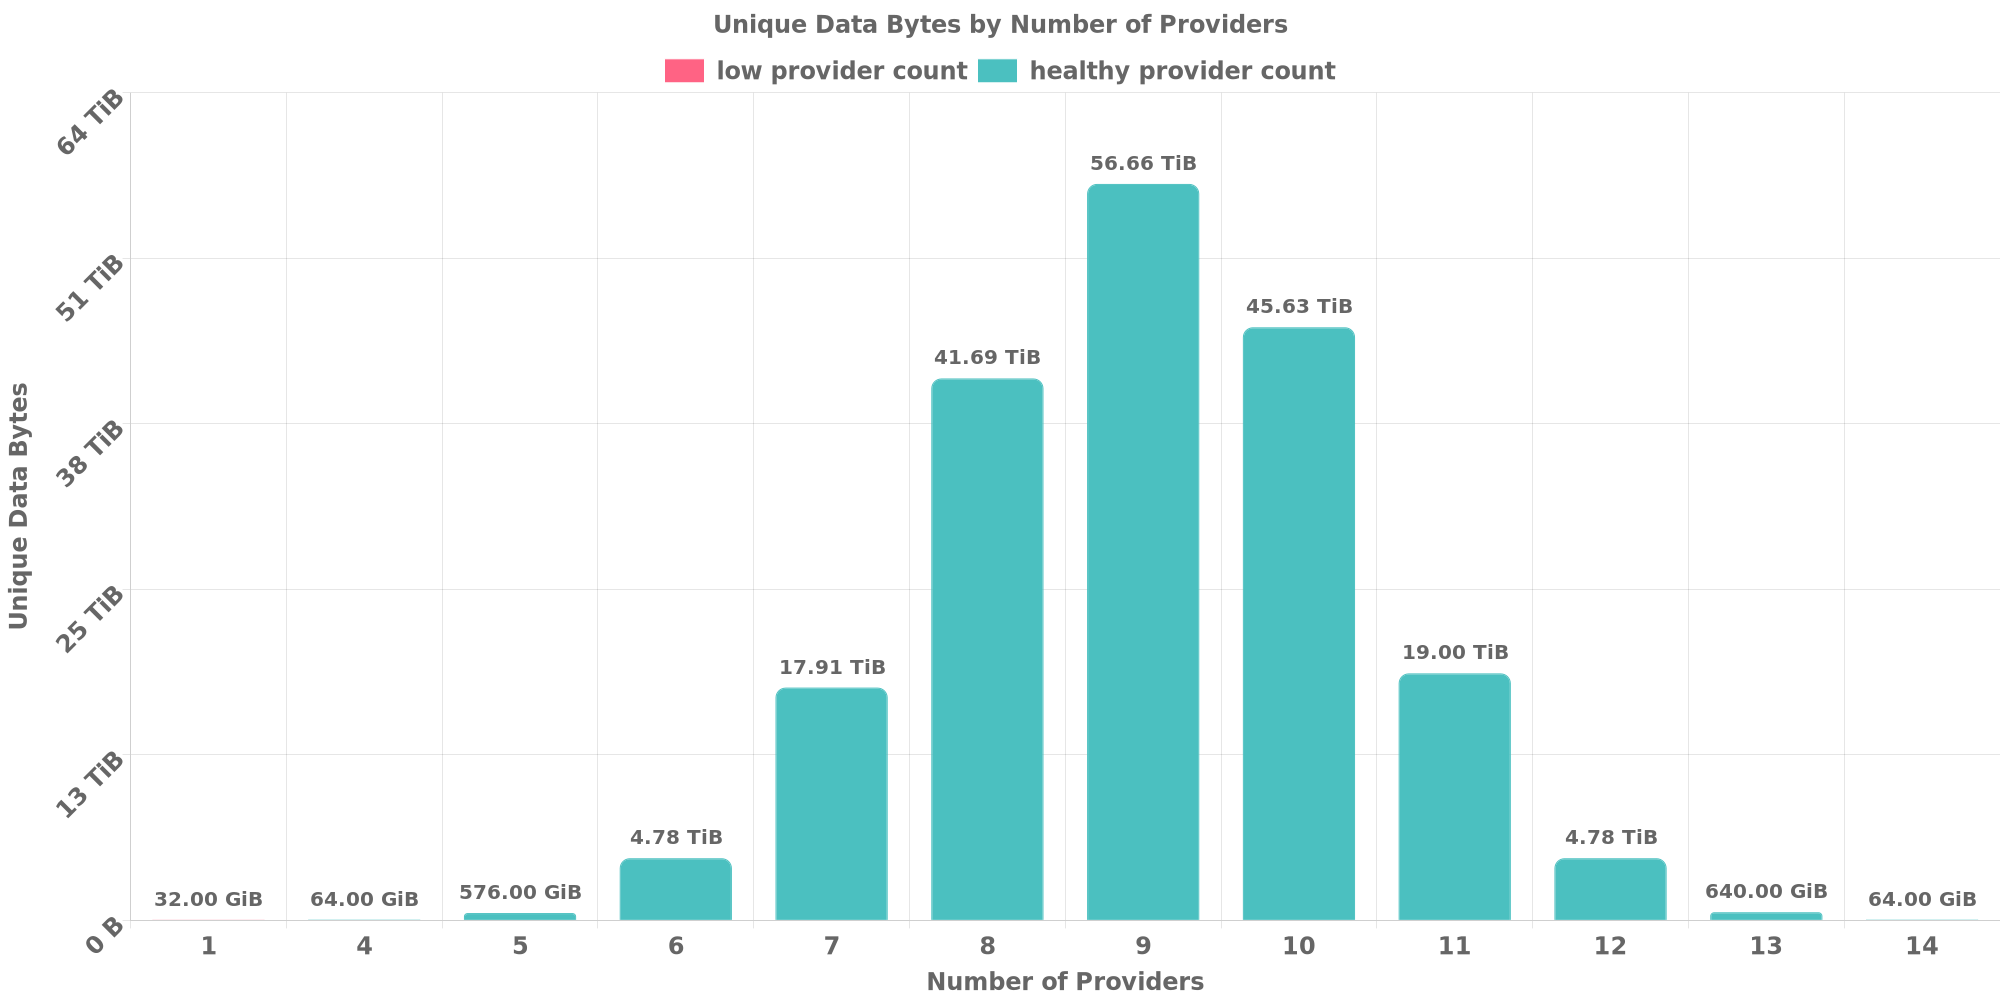 Unique Data Bytes by Number of Providers
low provider count healthy provider count
64 TiB
51 TiB
38 TiB
25 TiB
13 TiB
0 B
Unique Data Bytes
32.00 GiB
64.00 GiB
576.00 GiB
4.78 TiB
17.91 TiB
41.69 TiB
56.66 TiB
45.63 TiB
19.00 TiB
4.78 TiB
640.00 GiB
64.00 GiB
1 4 5 6 7 8 9 10 11 12 13 14
Number of Providers